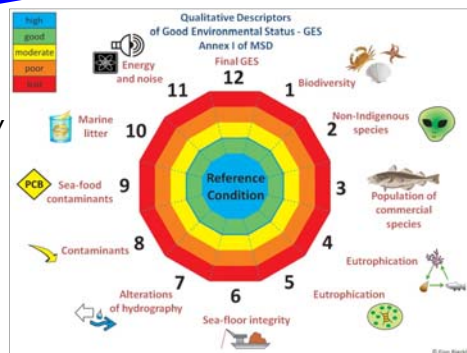 high
good
moderate
poor
bad
Qualitative Descriptors
of Good Environmental Status - GES
Annex I of MSD
Final GES
12
1
Biodiversity
2
Non-Indigenous
species
3
Population of
commercial
species
4
Eutrophication
5
Eutrophication
6
Sea-floor integrity
7
Alterations
of hydrography
8
Contaminants
9
PCB
Sea-food
contaminants
10
Marine
litter
11
Energy
and noise
Reference
Condition